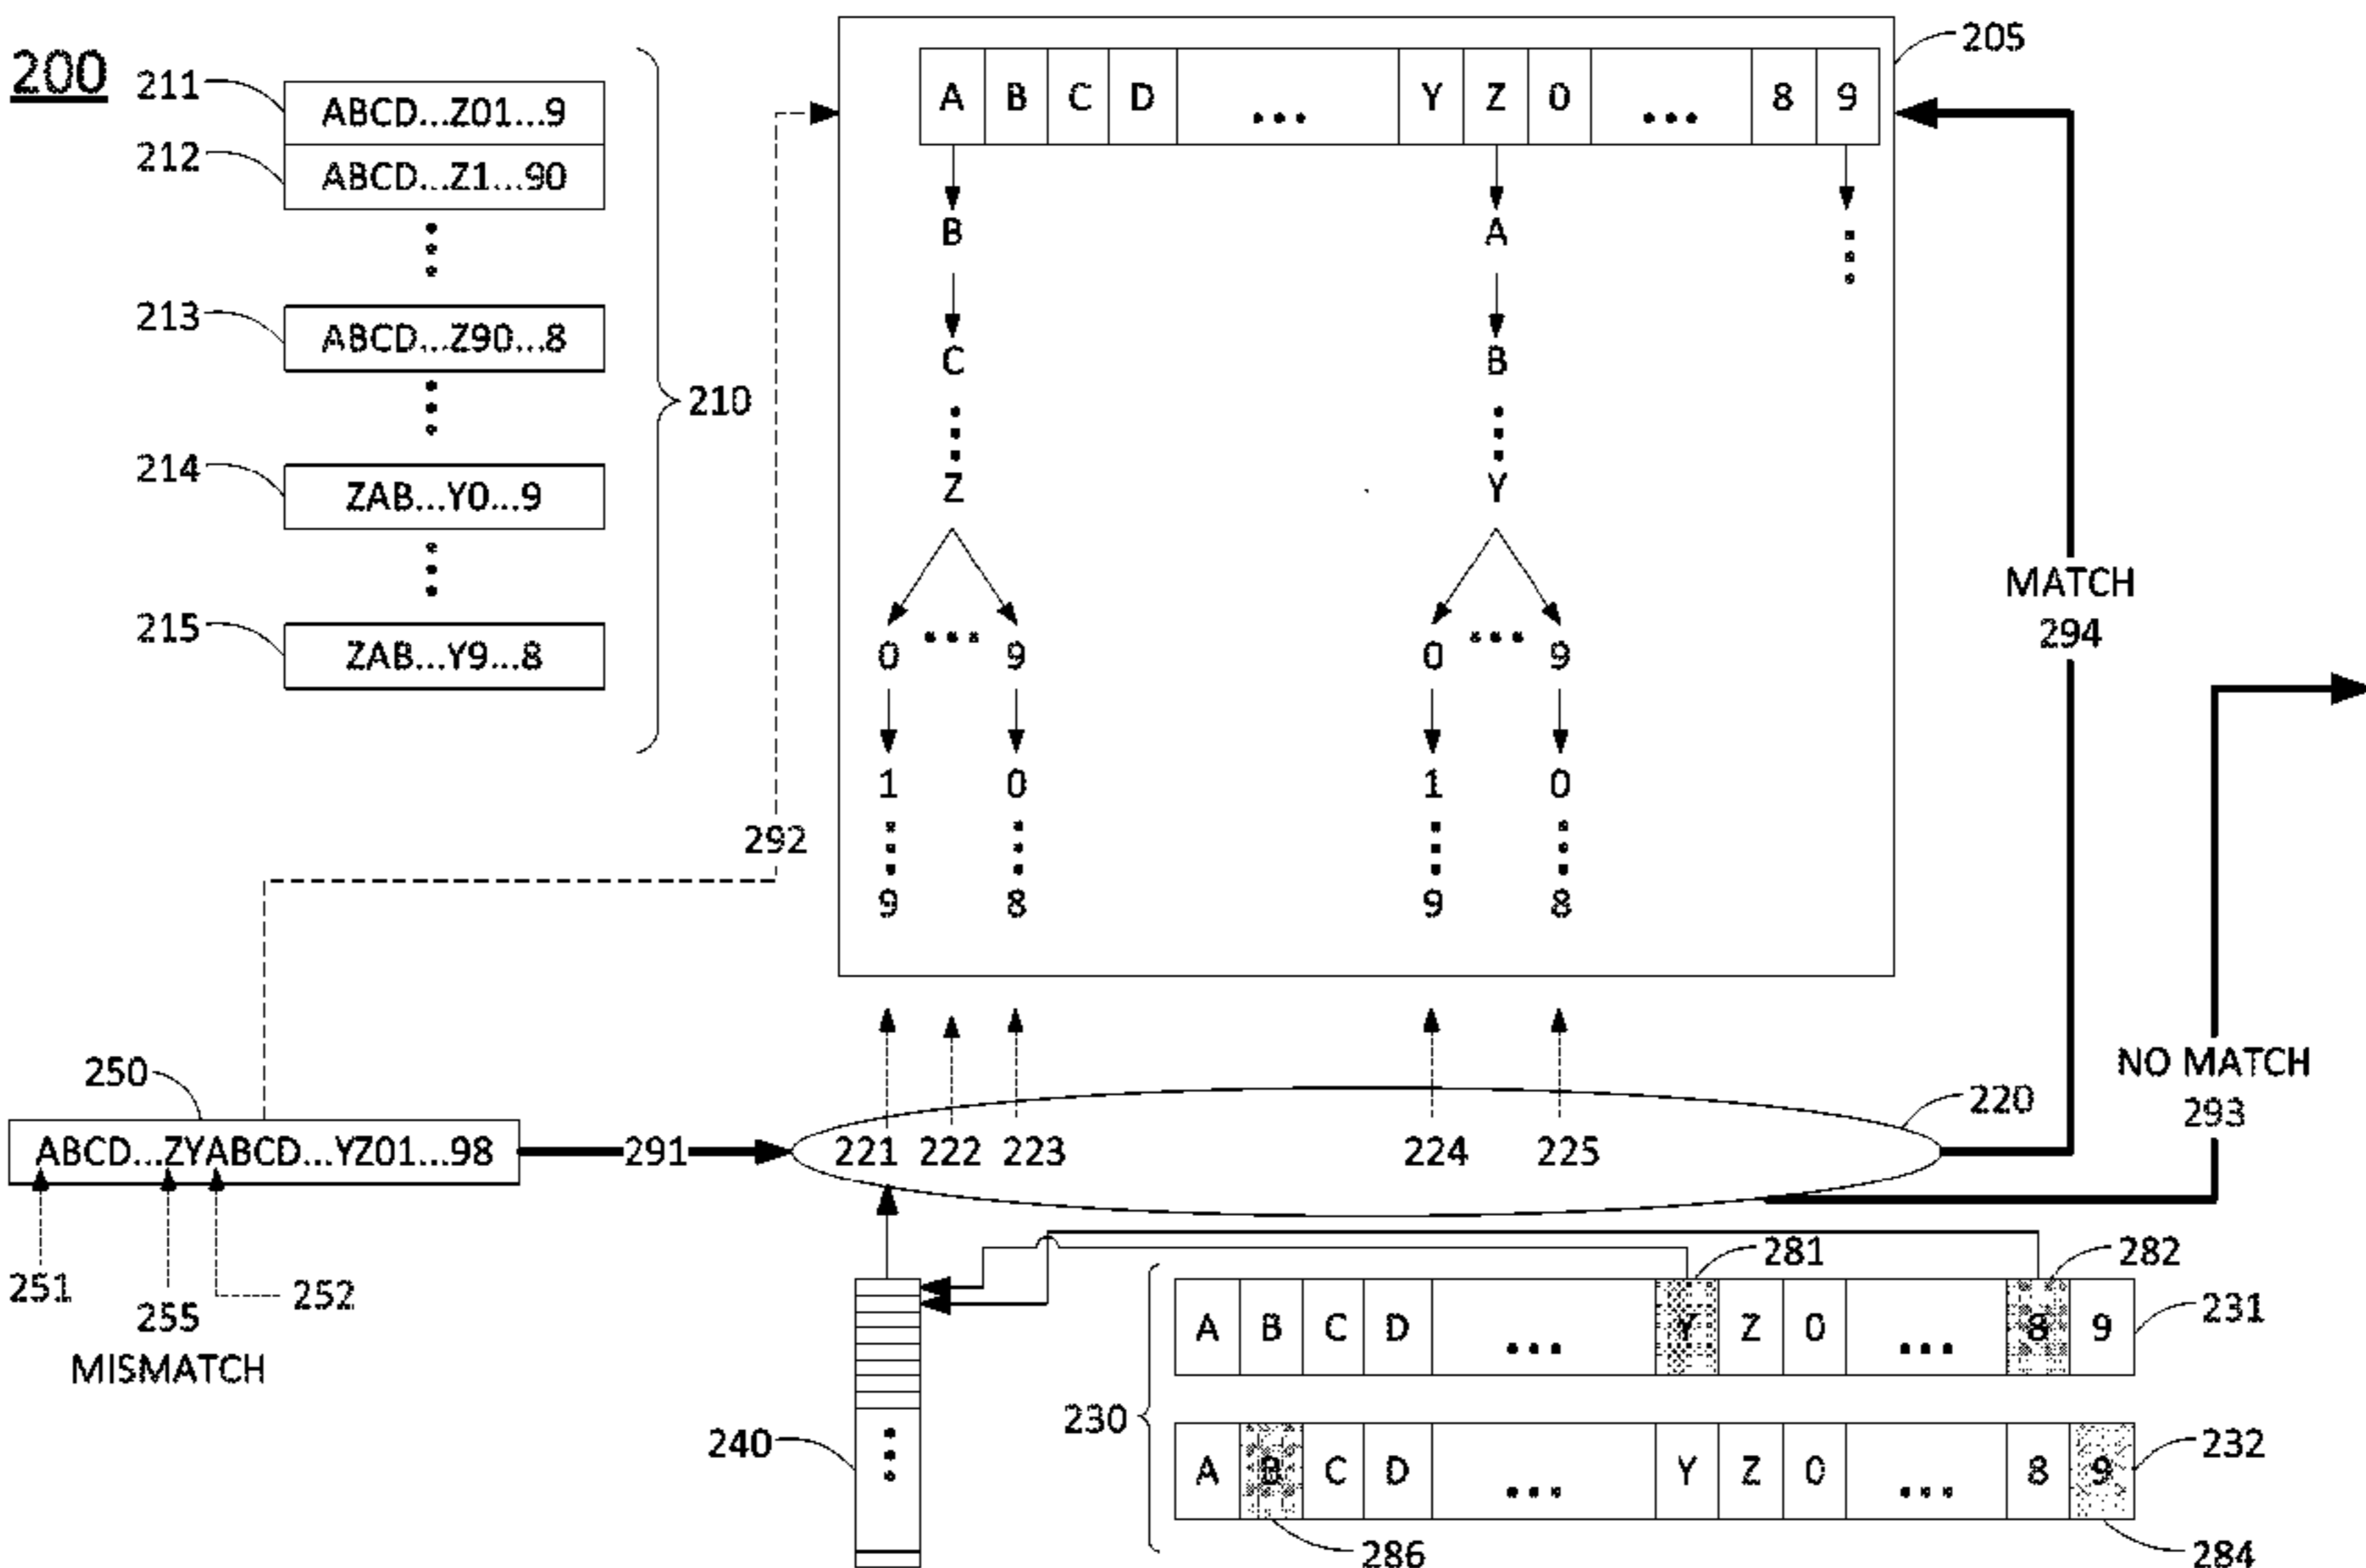 200
211
ABCD...Z01...9
212
ABCD...Z1...90
213
ABCD...Z90...8
210
214
ZAB...Y0...9
215
ZAB...Y9...8
205
A B C D ... Y Z 0 ... 8 9
B A
C B
Z Y
0 ... 9 0 ... 9
1 0 1 0
9 8 9 8
292
MATCH
294
NO MATCH
293
250
ABCD...ZYABCD...YZ01...98
291
220
221 222 223 224 225
251
255
MISMATCH
252
240
230
281
282
A B C D ... Y Z 0 ... 8 9
231
A B C D ... Y Z 0 ... 8 9
232
286
284